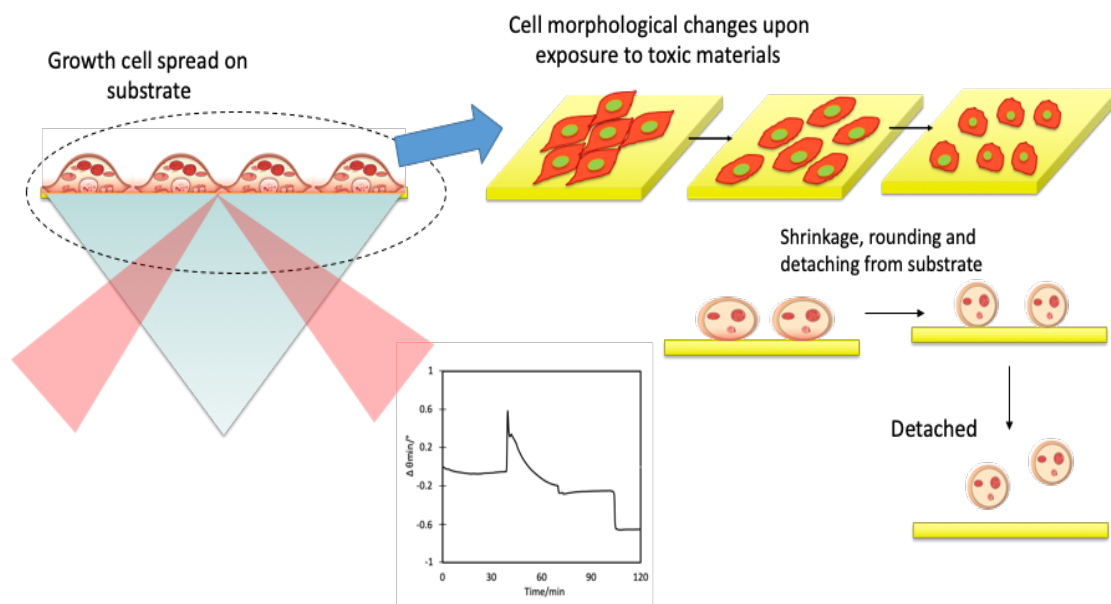 Growth cell spread on
substrate
Cell morphological changes upon
exposure to toxic materials
Shrinkage, rounding and
detaching from substrate
Detached
Δ θmin/°
1
0.6
0.2
-0.2
-0.6
-1
0 30 60 90 120
Time/min